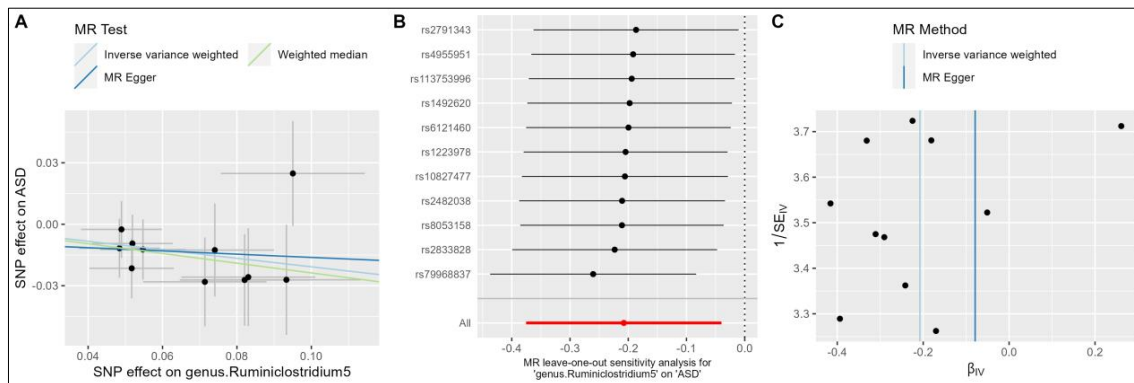 A
MR Test
Inverse variance weighted
Weighted median
MR Egger
SNP effect on ASD
0.03
0.00
-0.03
0.04
0.06
0.08
0.10
SNP effect on genus.Ruminiclostridium5
B
rs2791343
rs4955951
rs113753996
rs1492620
rs6121460
rs1223978
rs10827477
rs2482038
rs8053158
rs2833828
rs79968837
All
-0.4
-0.3
-0.2
-0.1
0.0
MR leave-one-out sensitivity analysis for
'genus.Ruminiclostridium5' on 'ASD'
C
MR Method
Inverse variance weighted
MR Egger
1/SEIV
3.7
3.6
3.5
3.4
3.3
-0.4
-0.2
0.0
0.2
βIV